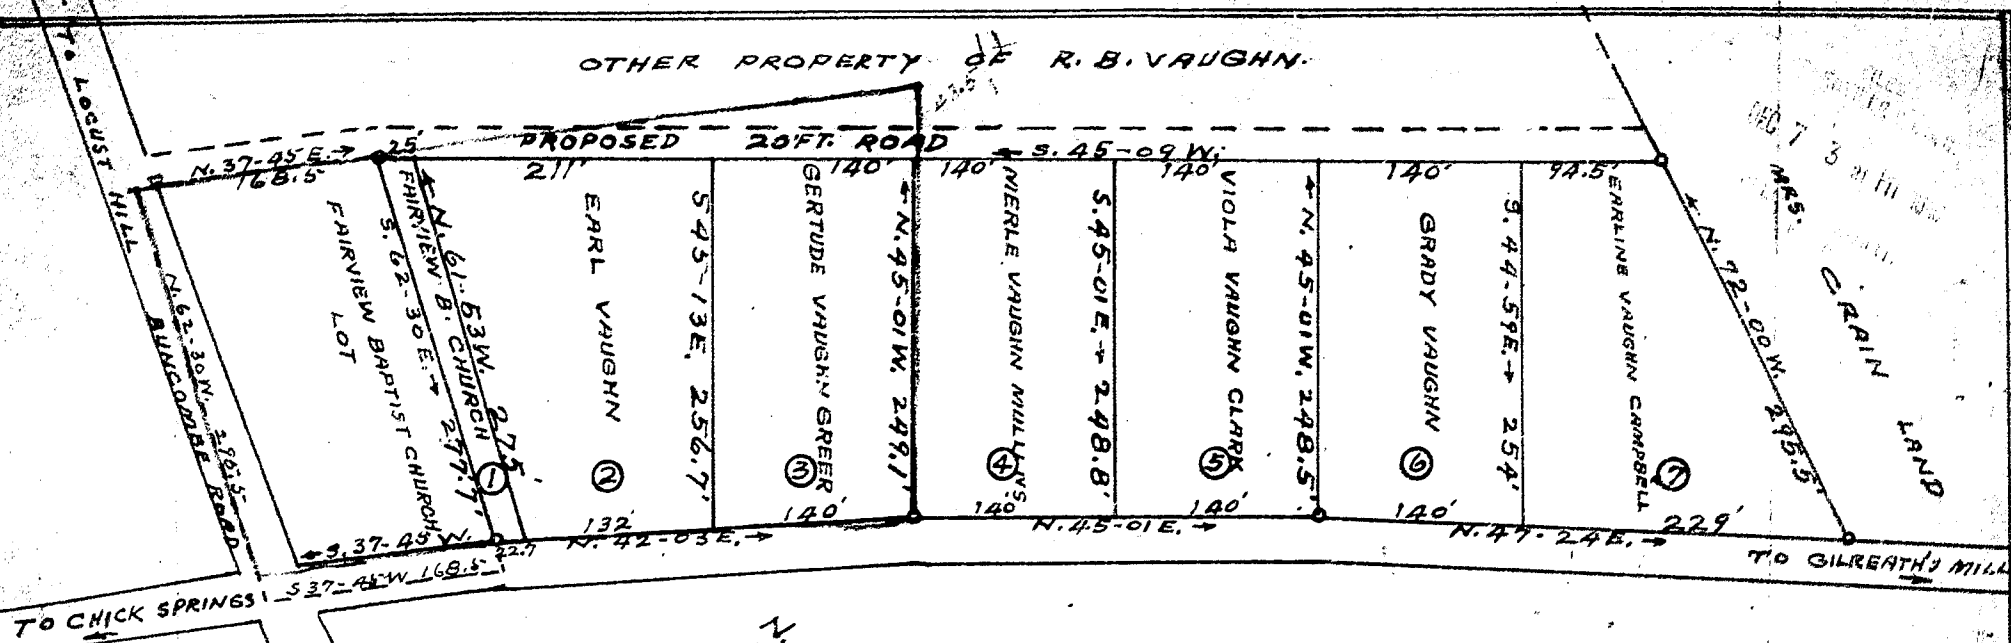 OTHER PROPERTY OF R. B. VAUGHN.
TO LOCUST HILL
BUNCOMBE ROAD
N. 37-45 E. →
168.5
25'
PROPOSED 20 FT. ROAD
← S. 45-09 W.
211'
140'
140'
140'
140'
94.5'
N. 62-30 W. 290.5
FAIRVIEW BAPTIST CHURCH
LOT
S. 62-30 E. → 277.7'
FAIRVIEW B. CHURCH
← N. 61-53 W. 275'
①
EARL VAUGHN
②
S 45-13 E. 256.7'
GERTUDE VAUGHN GREER
③
← N. 45-01 W. 249.1'
NIERLE VAUGHN MULLINS
④
S. 45-01 E. → 248.8'
VIOLA VAUGHN CLARK
⑤
← N. 45-01 W. 248.5'
GRADY VAUGHN
⑥
S. 44-59 E. → 254'
EARLINE VAUGHN CAMPBELL
⑦
← N. 72-00 W. 295.5'
MRS. CRAIN LAND
← S. 37-45 W.
22.7
132'
140'
140'
140'
140'
229'
N. 42-03 E. →
N. 45-01 E. →
N. 47-24 E. →
S 37-45 W 168.5
TO CHICK SPRINGS
←
TO GILREATH'S MILL
→
N